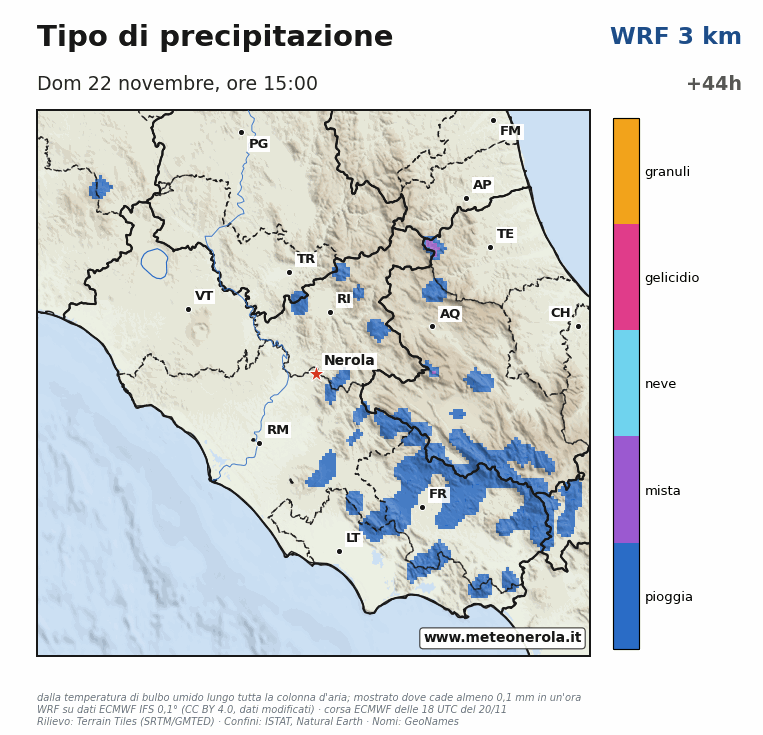 Tipo di precipitazione
WRF 3 km
Dom 22 novembre, ore 15:00
+44h
FM
PG
AP
TE
TR
VT
RI
AQ
CH
Nerola
RM
FR
LT
granuli
gelicidio
neve
mista
pioggia
www.meteonerola.it
dalla temperatura di bulbo umido lungo tutta la colonna d'aria; mostrato dove cade almeno 0,1 mm in un'ora
WRF su dati ECMWF IFS 0,1° (CC BY 4.0, dati modificati) · corsa ECMWF delle 18 UTC del 20/11
Rilievo: Terrain Tiles (SRTM/GMTED) · Confini: ISTAT, Natural Earth · Nomi: GeoNames